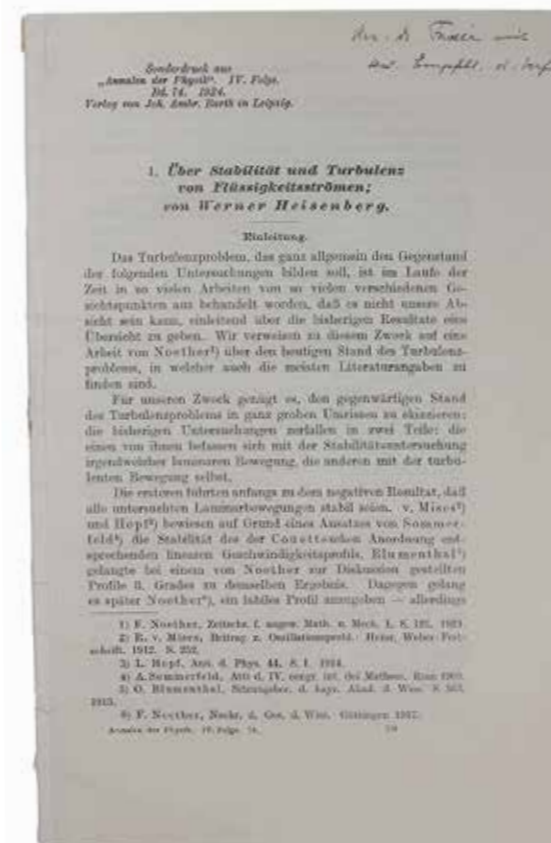 Sonderdruck aus
„Annalen der Physik". IV. Folge.
Bd. 74. 1924.
Verlag von Joh. Ambr. Barth in Leipzig.
1. Über Stabilität und Turbulenz
von Flüssigkeitsströmen;
von Werner Heisenberg.
Einleitung.
Das Turbulenzproblem, das ganz allgemein den Gegenstand
der folgenden Untersuchungen bilden soll, ist im Laufe der
Zeit in so vielen Arbeiten von so vielen verschiedenen Ge-
sichtspunkten aus behandelt worden, daß es nicht unsere Ab-
sicht sein kann, einleitend über die bisherigen Resultate eine
Übersicht zu geben. Wir verweisen zu diesem Zweck auf eine
Arbeit von Noether¹) über den heutigen Stand des Turbulenz-
problems, in welcher auch die meisten Literaturangaben zu
finden sind.
Für unseren Zweck genügt es, den gegenwärtigen Stand
des Turbulenzproblems in ganz groben Umrissen zu skizzieren:
die bisherigen Untersuchungen zerfallen in zwei Teile: die
einen von ihnen befassen sich mit der Stabilitätsuntersuchung
irgendwelcher laminaren Bewegung, die anderen mit der turbu-
lenten Bewegung selbst.
Die ersteren führten anfangs zu dem negativen Resultat, daß
alle untersuchten Laminarbewegungen stabil seien. v. Mises²)
und Hopf³) bewiesen auf Grund eines Ansatzes von Sommer-
feld⁴) die Stabilität des der Couetteschen Anordnung ent-
sprechenden linearen Geschwindigkeitsprofils, Blumenthal⁵)
gelangte bei einem von Noether zur Diskussion gestellten
Profile 3. Grades zu demselben Ergebnis. Dagegen gelang
es später Noether⁶), ein labiles Profil anzugeben — allerdings
1) F. Noether, Zeitschr. f. angew. Math. u. Mech. 1. S. 125. 1921.
2) R. v. Mises, Beitrag z. Oszillationsprobl. Heinr. Weber Fest-
schrift. 1912. S. 252.
3) L. Hopf, Ann. d. Phys. 44. S. 1. 1914.
4) A. Sommerfeld, Atti d. IV. congr. int. dei Mathem. Rom 1909.
5) O. Blumenthal, Sitzungsber. d. bayr. Akad. d. Wiss. S. 563.
1913.
6) F. Noether, Nachr. d. Ges. d. Wiss. Göttingen 1917.
Annalen der Physik. IV. Folge. 74.